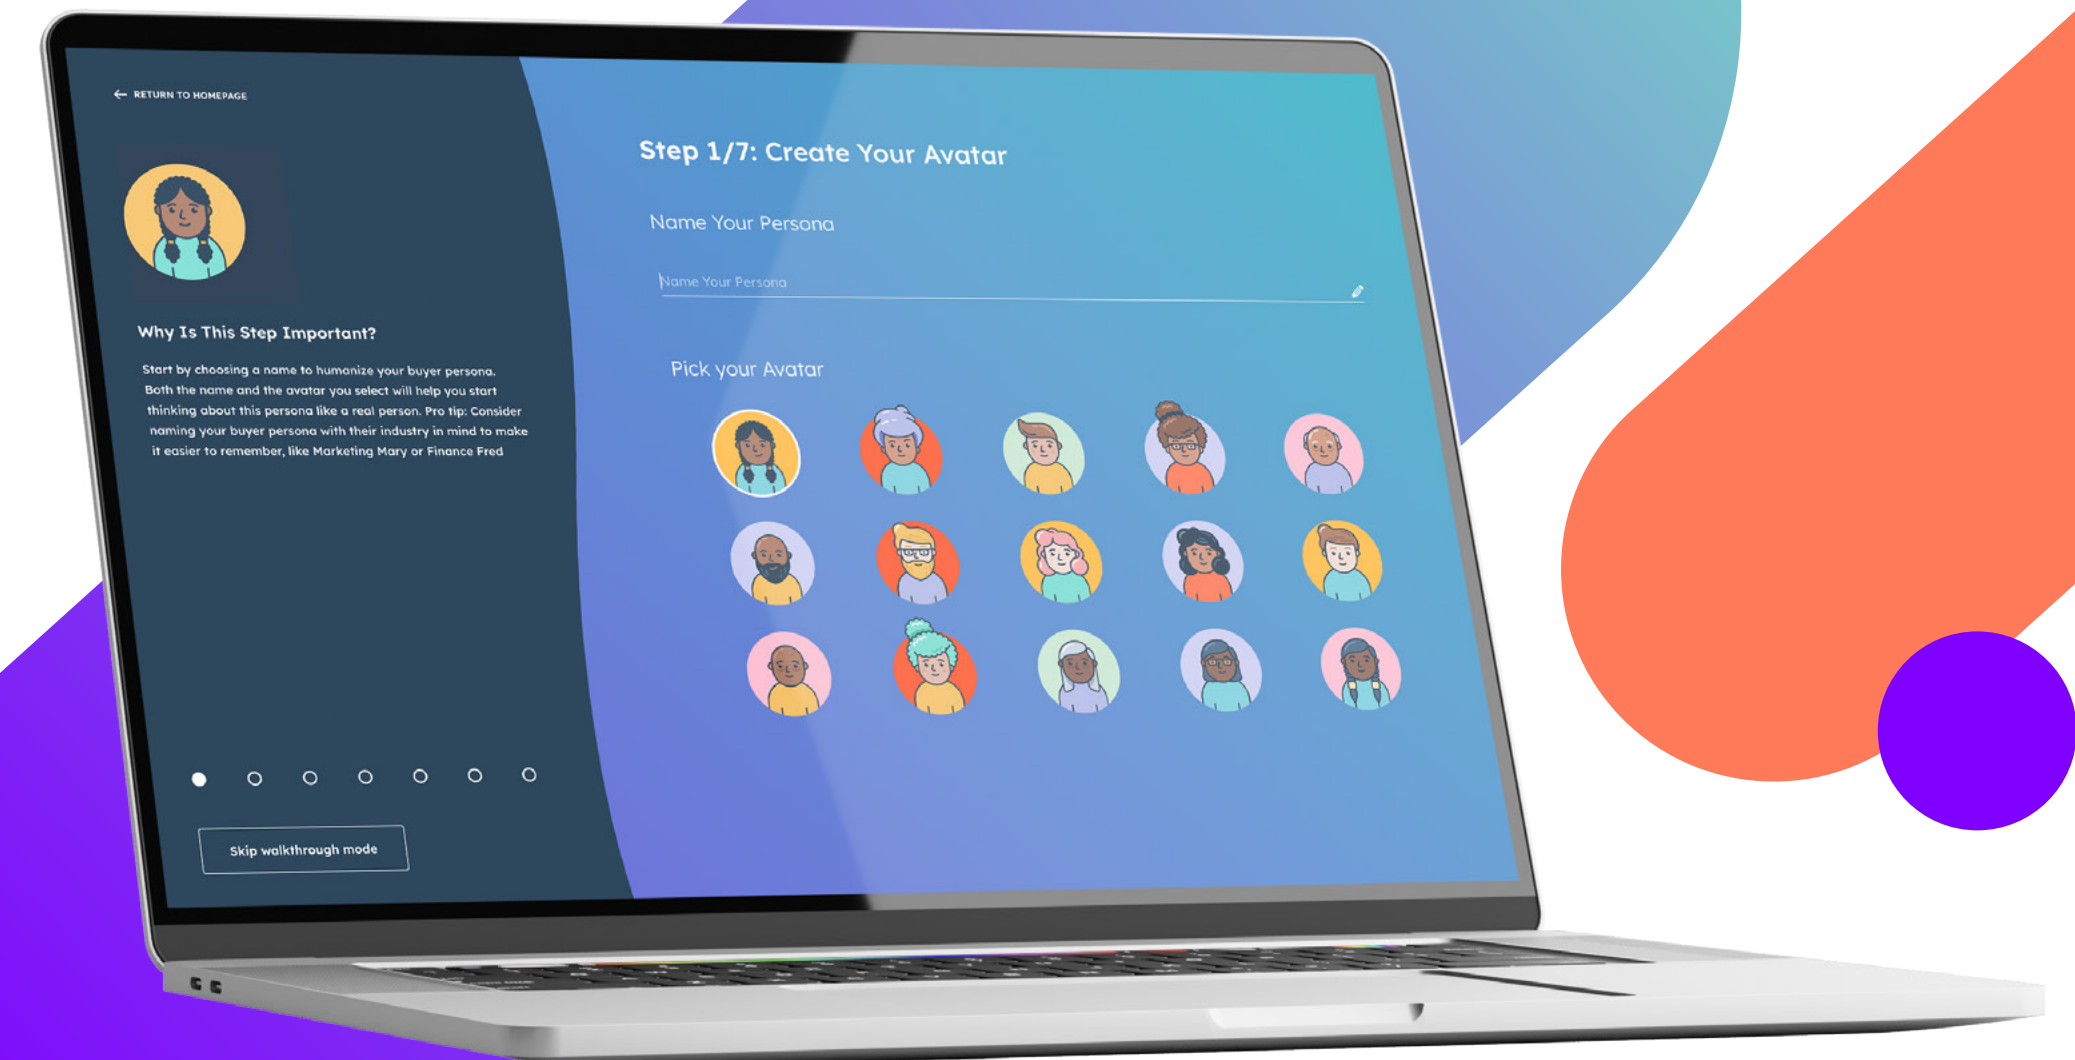 RETURN TO HOMEPAGE
Why Is This Step Important?
Start by choosing a name to humanize your buyer persona.
Both the name and the avatar you select will help you start
thinking about this persona like a real person. Pro tip: Consider
naming your buyer persona with their industry in mind to make
it easier to remember, like Marketing Mary or Finance Fred
Skip walkthrough mode
Step 1/7: Create Your Avatar
Name Your Persona
Name Your Persona
Pick your Avatar